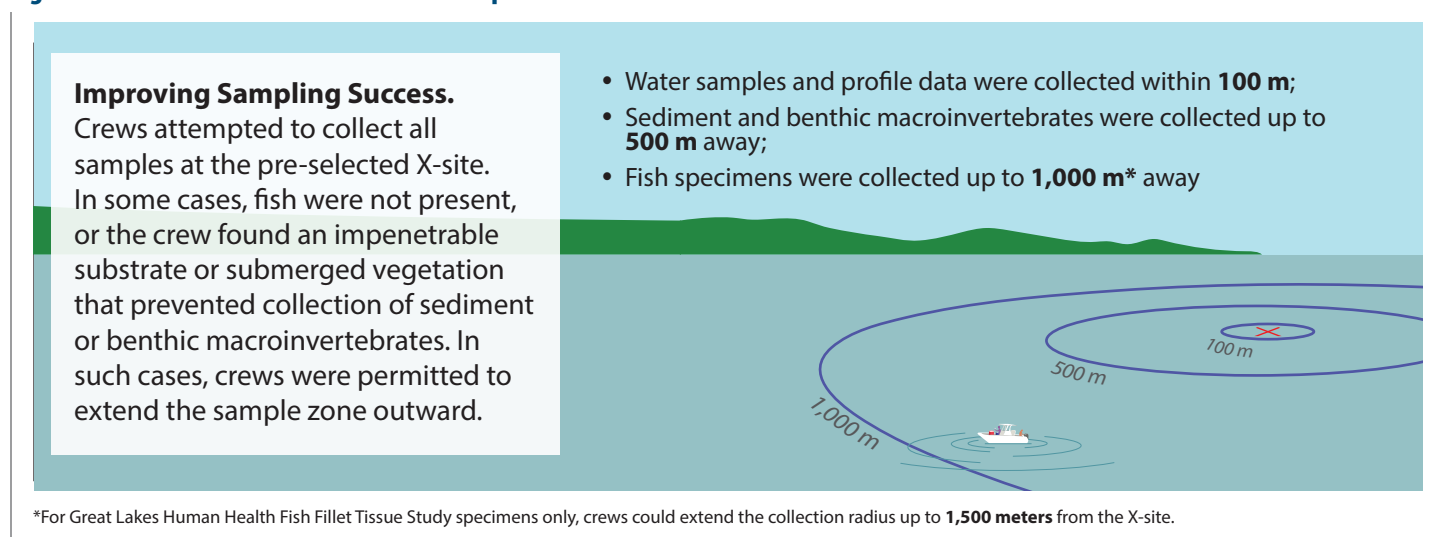 Improving Sampling Success.
Crews attempted to collect all
samples at the pre-selected X-site.
In some cases, fish were not present,
or the crew found an impenetrable
substrate or submerged vegetation
that prevented collection of sediment
or benthic macroinvertebrates. In
such cases, crews were permitted to
extend the sample zone outward.
• Water samples and profile data were collected within 100 m;
• Sediment and benthic macroinvertebrates were collected up to
500 m away;
• Fish specimens were collected up to 1,000 m* away
100 m
500 m
1,000 m
*For Great Lakes Human Health Fish Fillet Tissue Study specimens only, crews could extend the collection radius up to 1,500 meters from the X-site.